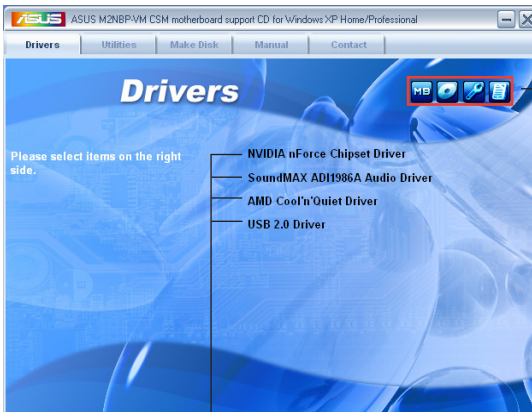 ASUS ASUS M2NBP-VM CSM motherboard support CD for Windows XP Home/Professional
Drivers Utilities Make Disk Manual Contact
Drivers
MB
Please select items on the right
side.
NVIDIA nForce Chipset Driver
SoundMAX ADI1986A Audio Driver
AMD Cool'n'Quiet Driver
USB 2.0 Driver